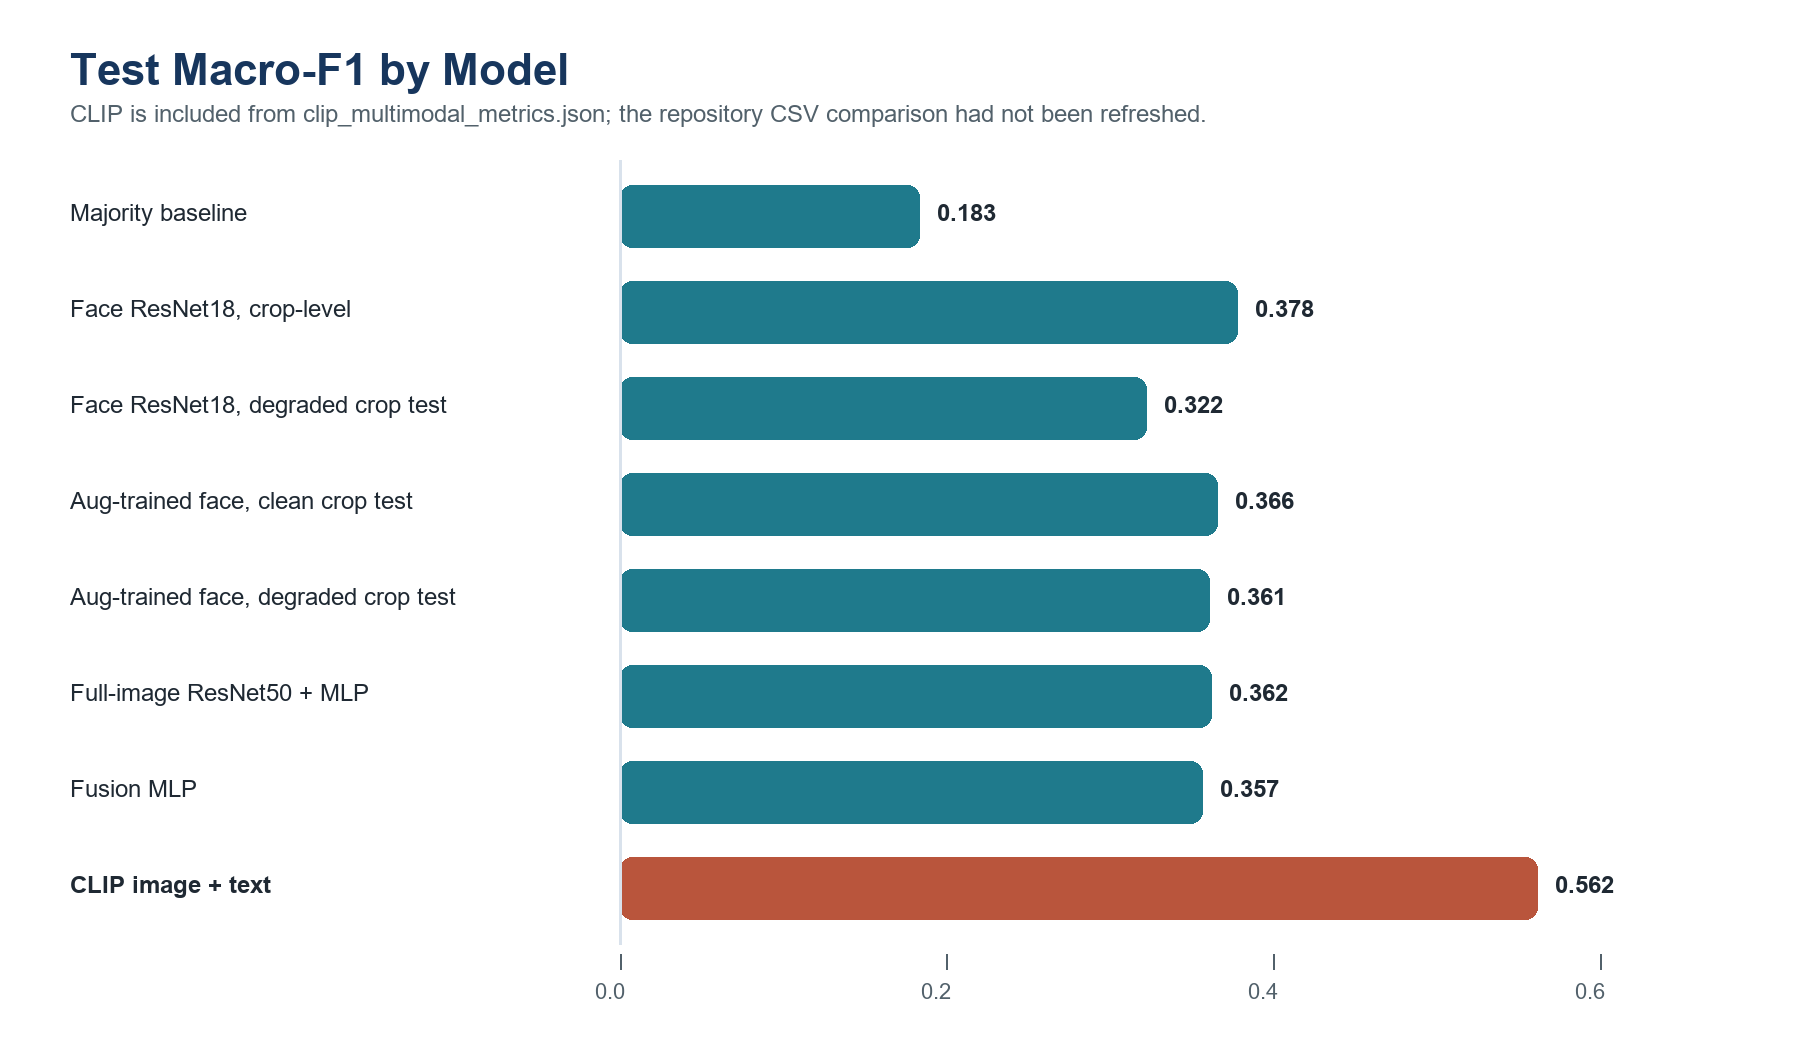 Test Macro-F1 by Model
CLIP is included from clip_multimodal_metrics.json; the repository CSV comparison had not been refreshed.
Majority baseline 0.183
Face ResNet18, crop-level 0.378
Face ResNet18, degraded crop test 0.322
Aug-trained face, clean crop test 0.366
Aug-trained face, degraded crop test 0.361
Full-image ResNet50 + MLP 0.362
Fusion MLP 0.357
CLIP image + text 0.562
0.0 0.2 0.4 0.6